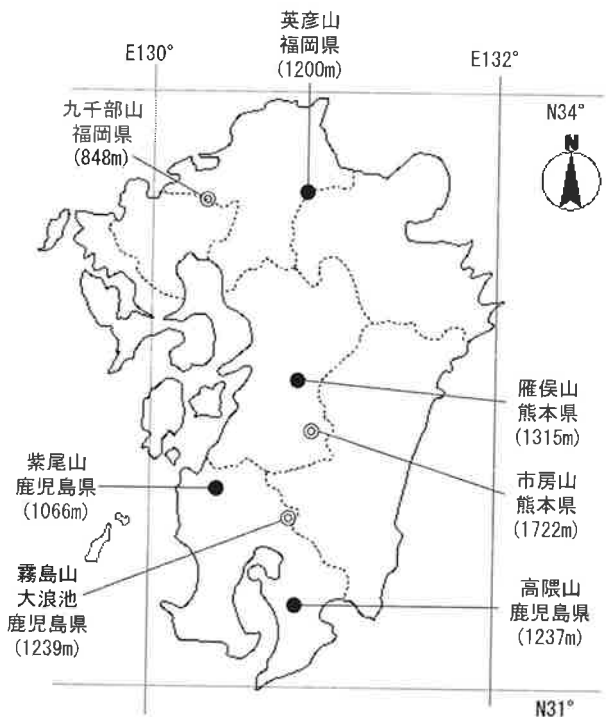 英彦山
福岡県
(1200m)
E130°
E132°
N34°
九千部山
福岡県
(848m)
N
雁俣山
熊本県
(1315m)
市房山
熊本県
(1722m)
紫尾山
鹿児島県
(1066m)
霧島山
大浪池
鹿児島県
(1239m)
高隈山
鹿児島県
(1237m)
N31°